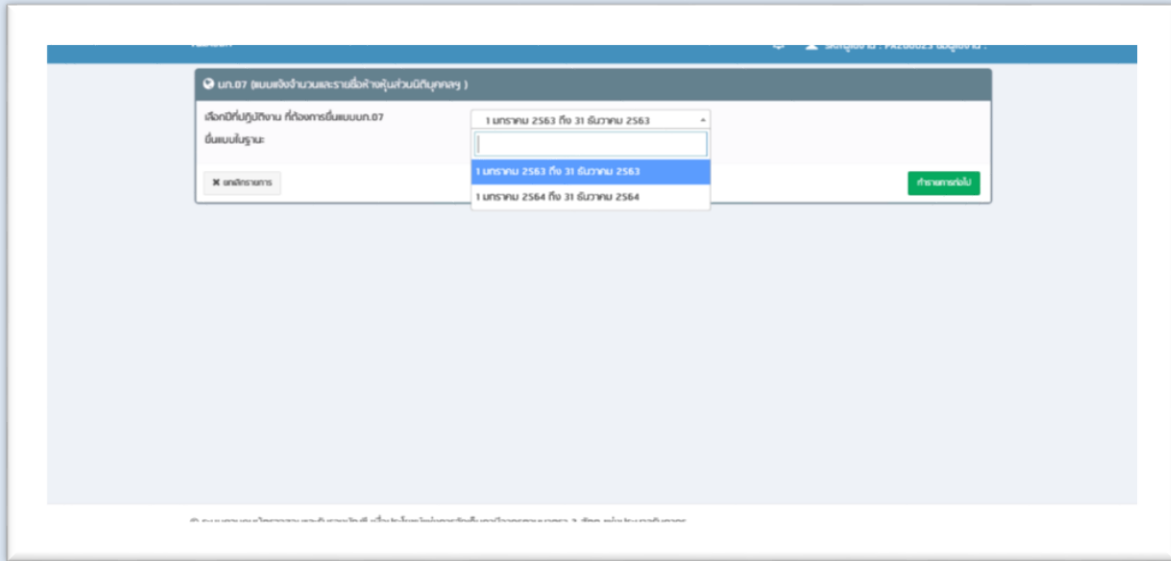 บภ.07 (แบบแจ้งจำนวนและรายชื่อห้างหุ้นส่วนนิติบุคคลฯ )
เลือกปีที่ปฏิบัติงาน ที่ต้องการยื่นแบบบภ.07
1 มกราคม 2563 ถึง 31 ธันวาคม 2563
ยื่นแบบในฐานะ
1 มกราคม 2563 ถึง 31 ธันวาคม 2563
1 มกราคม 2564 ถึง 31 ธันวาคม 2564
ยกเลิกรายการ
ทำรายการต่อไป